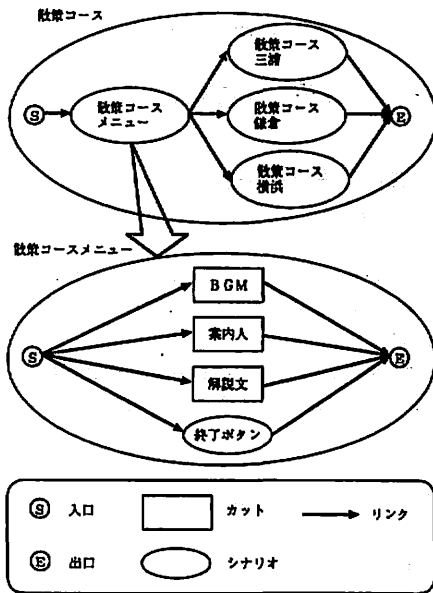 散策コース
散策コース
三浦
S
散策コース
メニュー
散策コース
鎌倉
E
散策コース
横浜
散策コースメニュー
BGM
案内人
S
E
解説文
終了ボタン
S 入口 カット リンク
E 出口 シナリオ